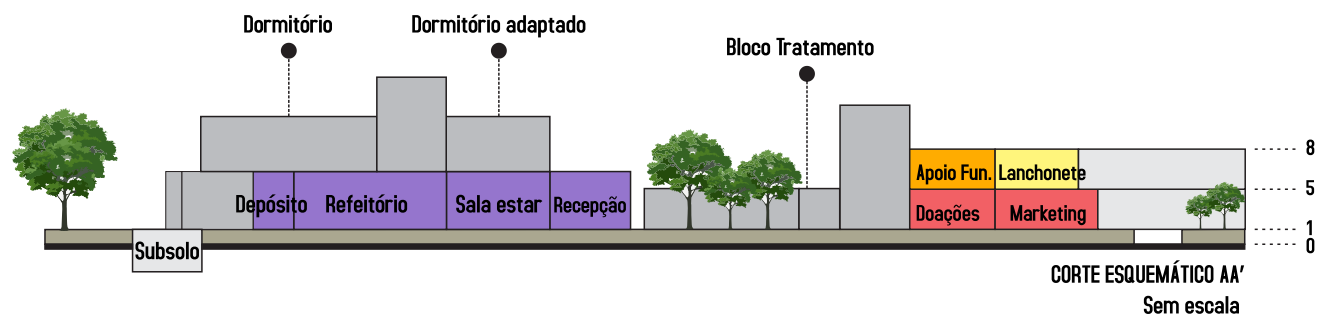 Dormitório
Dormitório adaptado
Bloco Tratamento
8
Apoio Fun.
Lanchonete
5
Depósito
Refeitório
Sala estar
Recepção
Doações
Marketing
1
0
Subsolo
CORTE ESQUEMÁTICO AA'
Sem escala